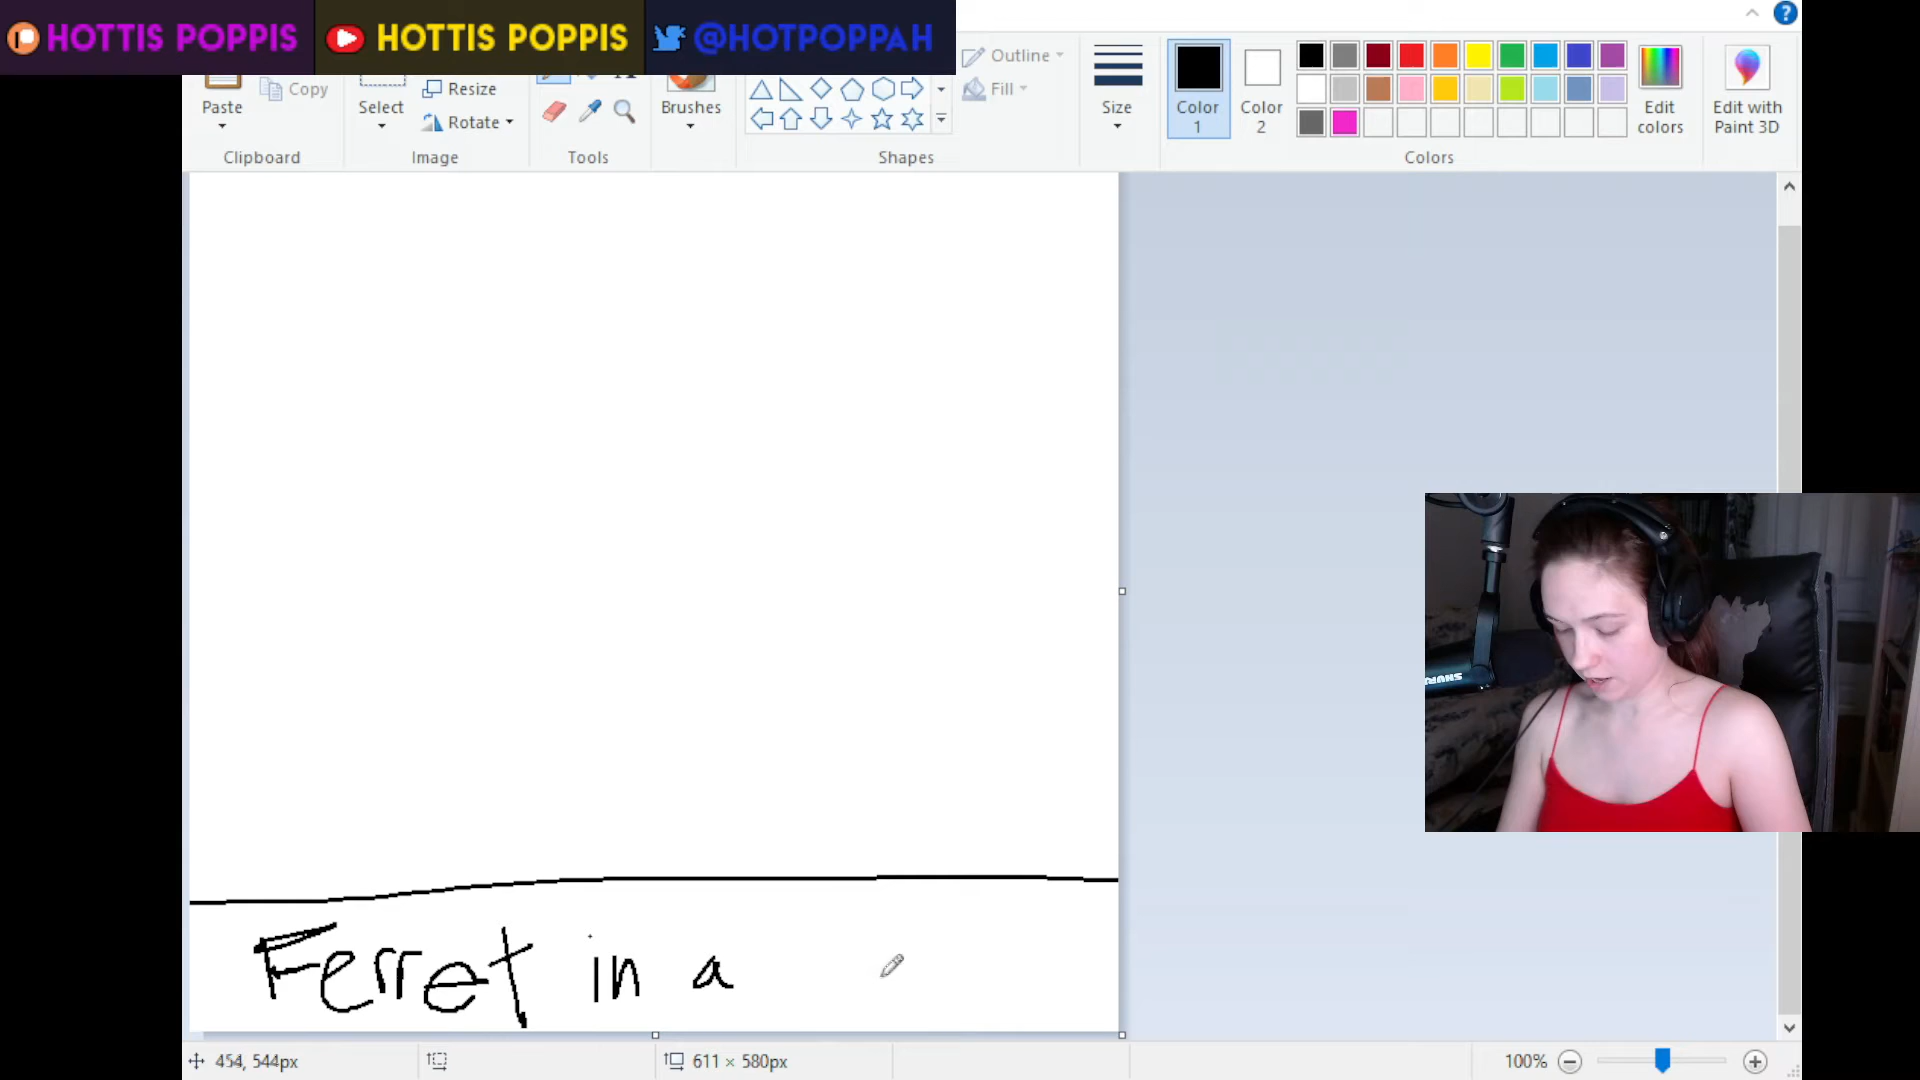 HOTTIS POPPIS HOTTIS POPPIS @HOTPOPPAH
Outline
Copy Resize Fill
Paste Select Rotate Brushes Size Color 1 Color 2 Edit colors Edit with Paint 3D
Clipboard Image Tools Shapes Colors
SHURE
Ferret in a
454, 544px 611 × 580px 100%